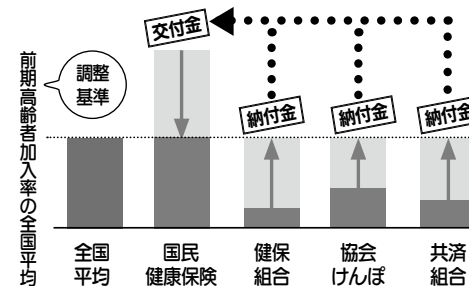 交付金
前期高齢者加入率の全国平均
調整
基準
納付金
納付金
納付金
全国
平均
国民
健康保険
健保
組合
協会
けんぽ
共済
組合